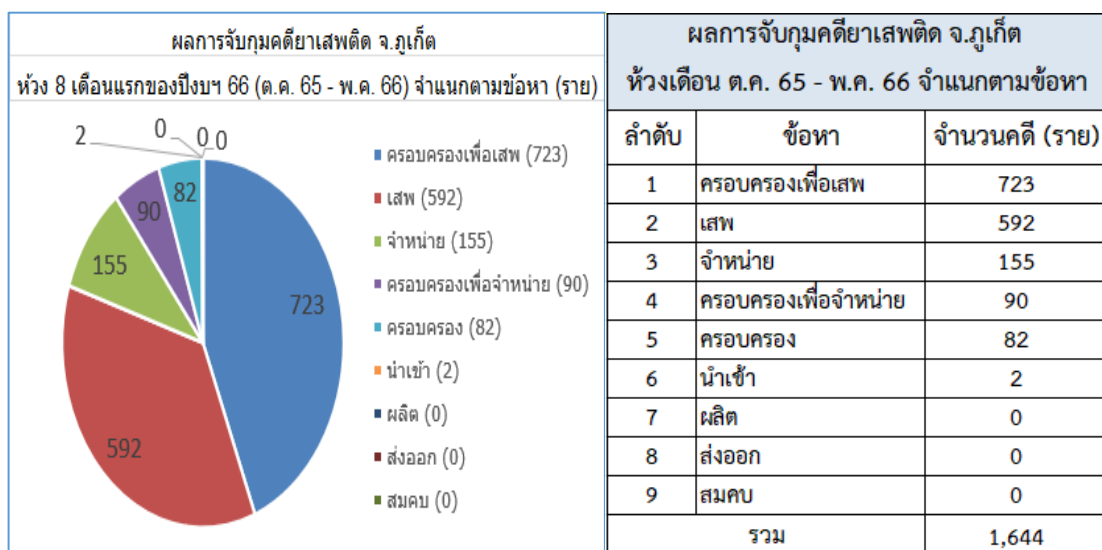 ผลการจับกุมคดียาเสพติด จ.ภูเก็ต
ห้วง 8 เดือนแรกของปีงบฯ 66 (ต.ค. 65 - พ.ค. 66) จำแนกตามข้อหา (ราย)
2
0
0
0
82
90
155
723
592
ครอบครองเพื่อเสพ (723)
เสพ (592)
จำหน่าย (155)
ครอบครองเพื่อจำหน่าย (90)
ครอบครอง (82)
นำเข้า (2)
ผลิต (0)
ส่งออก (0)
สมคบ (0)
ผลการจับกุมคดียาเสพติด จ.ภูเก็ต
ห้วงเดือน ต.ค. 65 - พ.ค. 66 จำแนกตามข้อหา
ลำดับ ข้อหา จำนวนคดี (ราย)
1 ครอบครองเพื่อเสพ 723
2 เสพ 592
3 จำหน่าย 155
4 ครอบครองเพื่อจำหน่าย 90
5 ครอบครอง 82
6 นำเข้า 2
7 ผลิต 0
8 ส่งออก 0
9 สมคบ 0
รวม 1,644